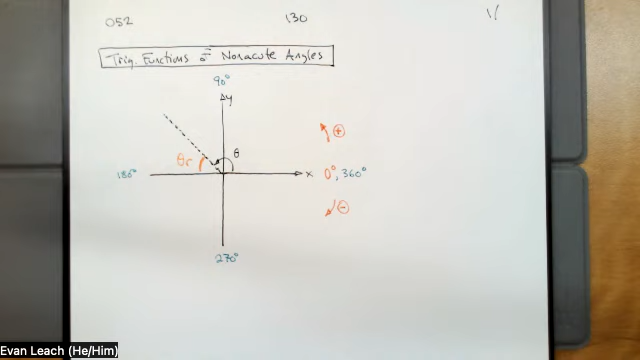 052 130
Trig. Functions of Nonacute Angles
90°
y
θr θ
180° x 0°, 360°
+
-
270°
Evan Leach (He/Him)